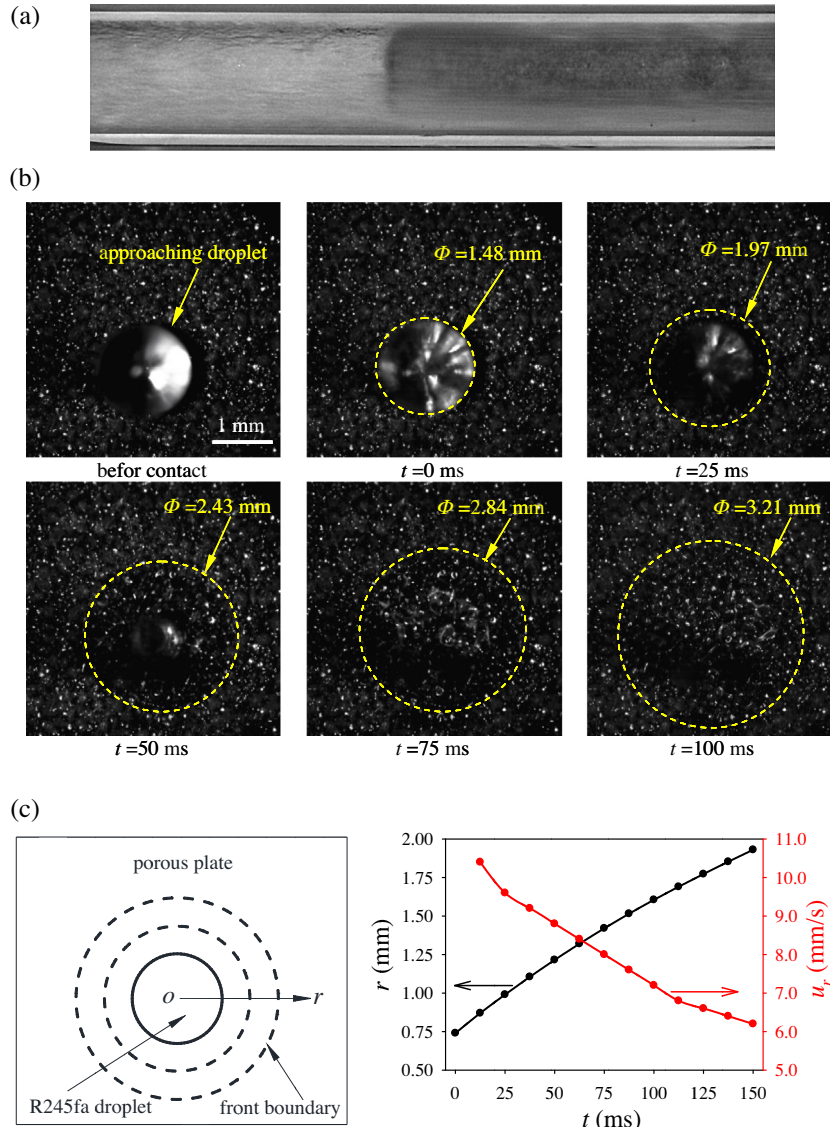 (a)
(b)
approaching droplet
Φ=1.48 mm
Φ=1.97 mm
1 mm
befor contact
t=0 ms
t=25 ms
Φ=2.43 mm
Φ=2.84 mm
Φ=3.21 mm
t=50 ms
t=75 ms
t=100 ms
(c)
porous plate
o
r
R245fa droplet
front boundary
2.00
1.75
1.50
1.25
1.00
0.75
0.50
r (mm)
11.0
10.0
9.0
8.0
7.0
6.0
5.0
u_r (mm/s)
0 25 50 75 100 125 150
t (ms)